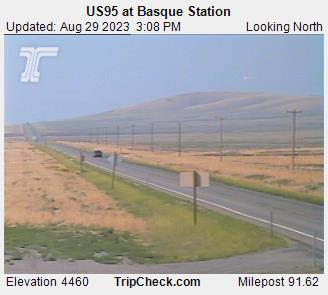 US95 at Basque Station
Updated: Aug 29 2023 3:08 PM Looking North
Elevation 4460 TripCheck.com Milepost 91.62